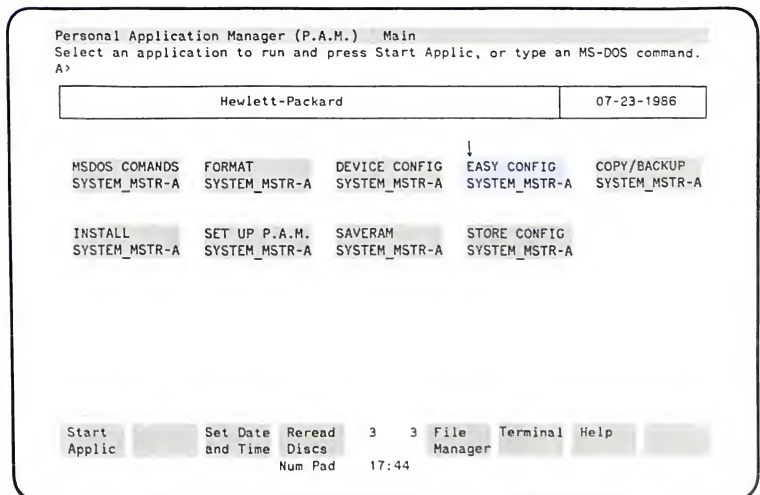 Personal Application Manager (P.A.M.) Main
Select an application to run and press Start Applic, or type an MS-DOS command.
A>
Hewlett-Packard 07-23-1986
MSDOS COMANDS FORMAT DEVICE CONFIG EASY CONFIG COPY/BACKUP
SYSTEM_MSTR-A SYSTEM_MSTR-A SYSTEM_MSTR-A SYSTEM_MSTR-A SYSTEM_MSTR-A
INSTALL SET UP P.A.M. SAVERAM STORE CONFIG
SYSTEM_MSTR-A SYSTEM_MSTR-A SYSTEM_MSTR-A SYSTEM_MSTR-A
Start Set Date Reread 3 3 File Terminal Help
Applic and Time Discs Manager
Num Pad 17:44